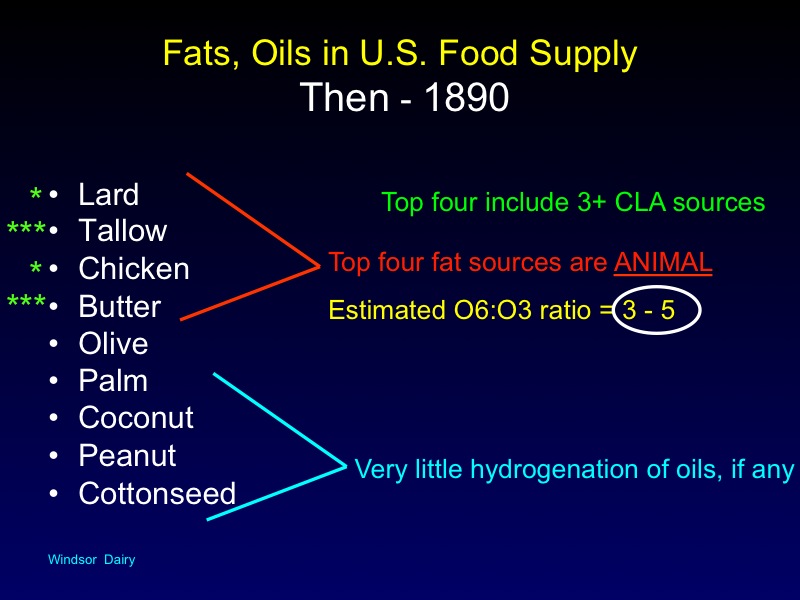 Fats, Oils in U.S. Food Supply
Then - 1890
* • Lard
*** • Tallow
* • Chicken
*** • Butter
• Olive
• Palm
• Coconut
• Peanut
• Cottonseed
Top four include 3+ CLA sources
Top four fat sources are ANIMAL
Estimated O6:O3 ratio = 3 - 5
Very little hydrogenation of oils, if any
Windsor Dairy